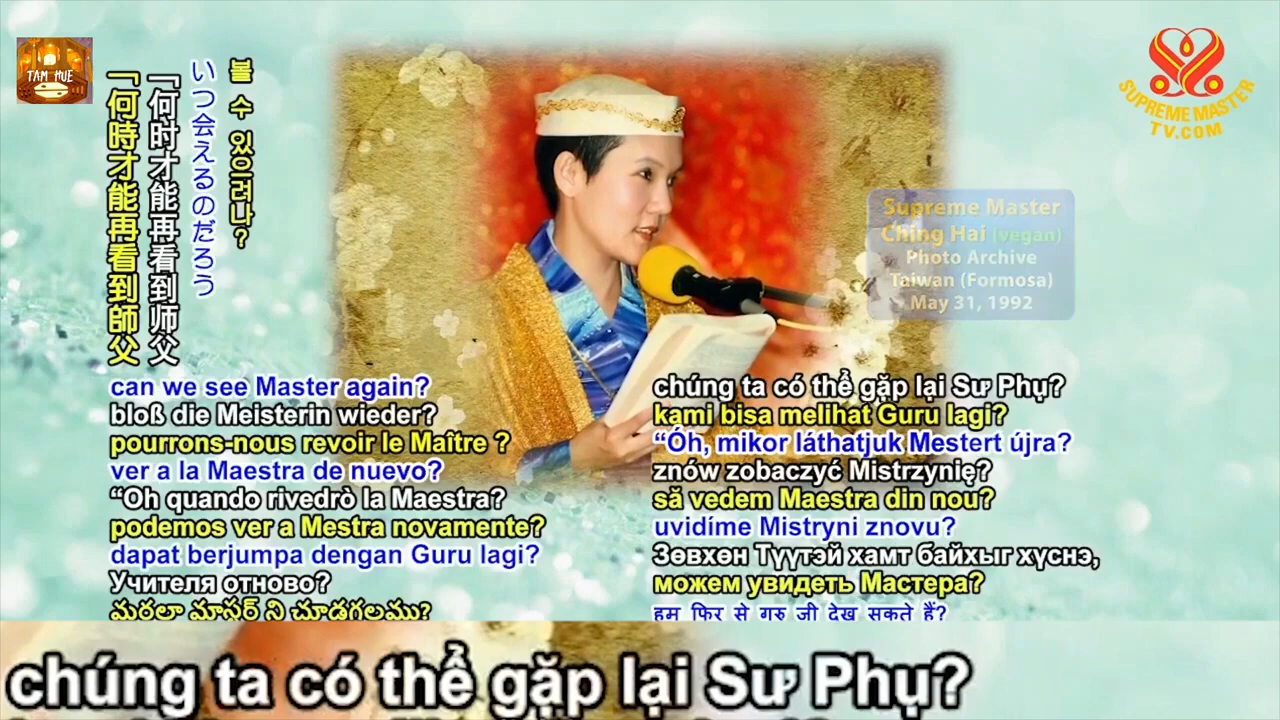 TAM HUE
SUPREME MASTER
TV.COM
볼 수 있으려나?
いつ会えるのだろう
「何时才能再看到师父
「何時才能再看到師父
Supreme Master
Ching Hai (vegan)
Photo Archive
Taiwan (Formosa)
May 31, 1992
can we see Master again?
bloß die Meisterin wieder?
pourrons-nous revoir le Maître ?
ver a la Maestra de nuevo?
“Oh quando rivedrò la Maestra?
podemos ver a Mestra novamente?
dapat berjumpa dengan Guru lagi?
Учителя отново?
మరలా మాస్టర్ ని చూడగలము?
chúng ta có thể gặp lại Sư Phụ?
kami bisa melihat Guru lagi?
“Óh, mikor láthatjuk Mestert újra?
znów zobaczyć Mistrzynię?
să vedem Maestra din nou?
uvidíme Mistryni znovu?
Зөвхөн Түүтэй хамт байхыг хүснэ,
можем увидеть Мастера?
हम फिर से गुरु जी देख सकते हैं?
chúng ta có thể gặp lại Sư Phụ?